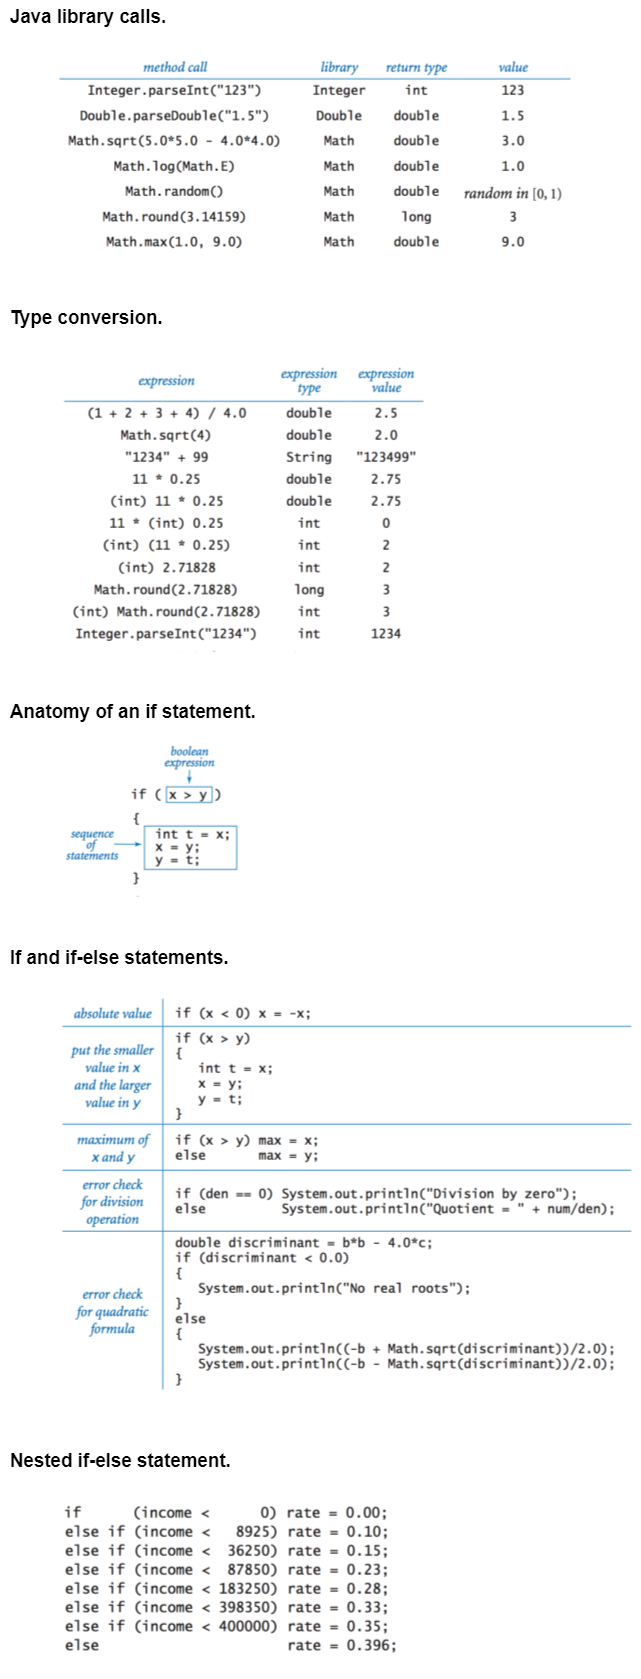 Java library calls.
method call library return type value
Integer.parseInt("123") Integer int 123
Double.parseDouble("1.5") Double double 1.5
Math.sqrt(5.0*5.0 - 4.0*4.0) Math double 3.0
Math.log(Math.E) Math double 1.0
Math.random() Math double random in [0, 1)
Math.round(3.14159) Math long 3
Math.max(1.0, 9.0) Math double 9.0
Type conversion.
expression expression type expression value
(1 + 2 + 3 + 4) / 4.0 double 2.5
Math.sqrt(4) double 2.0
"1234" + 99 String "123499"
11 * 0.25 double 2.75
(int) 11 * 0.25 double 2.75
11 * (int) 0.25 int 0
(int) (11 * 0.25) int 2
(int) 2.71828 int 2
Math.round(2.71828) long 3
(int) Math.round(2.71828) int 3
Integer.parseInt("1234") int 1234
Anatomy of an if statement.
boolean
expression
if ( x > y )
{
sequence
of
statements
int t = x;
x = y;
y = t;
}
If and if-else statements.
absolute value
if (x < 0) x = -x;
put the smaller
value in x
and the larger
value in y
if (x > y)
{
int t = x;
x = y;
y = t;
}
maximum of
x and y
if (x > y) max = x;
else max = y;
error check
for division
operation
if (den == 0) System.out.println("Division by zero");
else System.out.println("Quotient = " + num/den);
error check
for quadratic
formula
double discriminant = b*b - 4.0*c;
if (discriminant < 0.0)
{
System.out.println("No real roots");
}
else
{
System.out.println((-b + Math.sqrt(discriminant))/2.0);
System.out.println((-b - Math.sqrt(discriminant))/2.0);
}
Nested if-else statement.
if (income < 0) rate = 0.00;
else if (income < 8925) rate = 0.10;
else if (income < 36250) rate = 0.15;
else if (income < 87850) rate = 0.23;
else if (income < 183250) rate = 0.28;
else if (income < 398350) rate = 0.33;
else if (income < 400000) rate = 0.35;
else rate = 0.396;